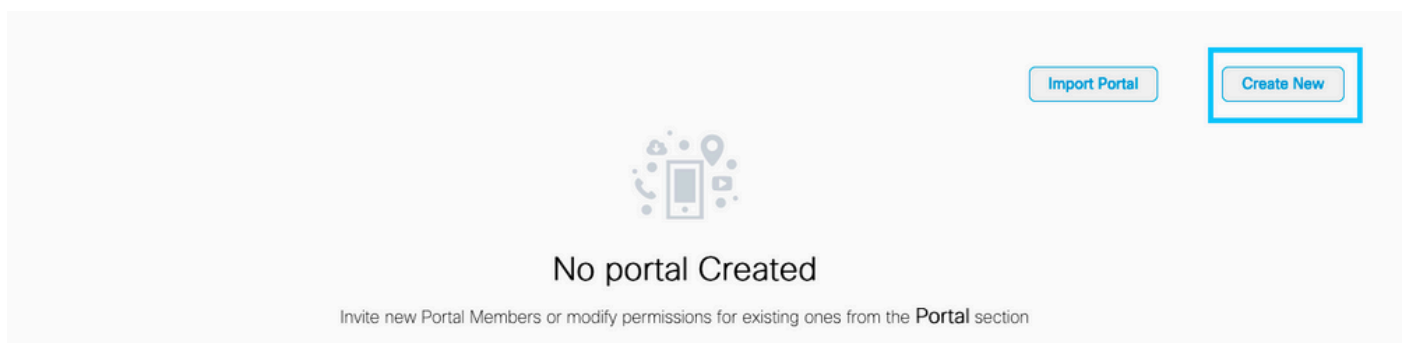 Import Portal
Create New
No portal Created
Invite new Portal Members or modify permissions for existing ones from the Portal section